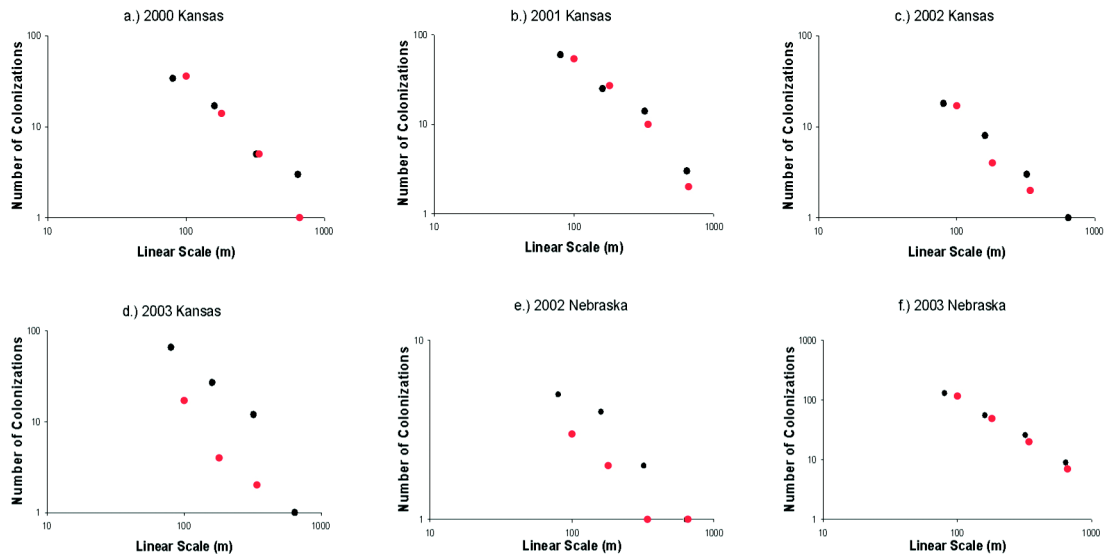 a.) 2000 Kansas
Number of Colonizations
100
10
1
10
100
1000
Linear Scale (m)
b.) 2001 Kansas
Number of Colonizations
100
10
1
10
100
1000
Linear Scale (m)
c.) 2002 Kansas
Number of Colonizations
100
10
1
10
100
1000
Linear Scale (m)
d.) 2003 Kansas
Number of Colonizations
100
10
1
10
100
1000
Linear Scale (m)
e.) 2002 Nebraska
Number of Colonizations
10
1
10
100
1000
Linear Scale (m)
f.) 2003 Nebraska
Number of Colonizations
1000
100
10
1
10
100
1000
Linear Scale (m)